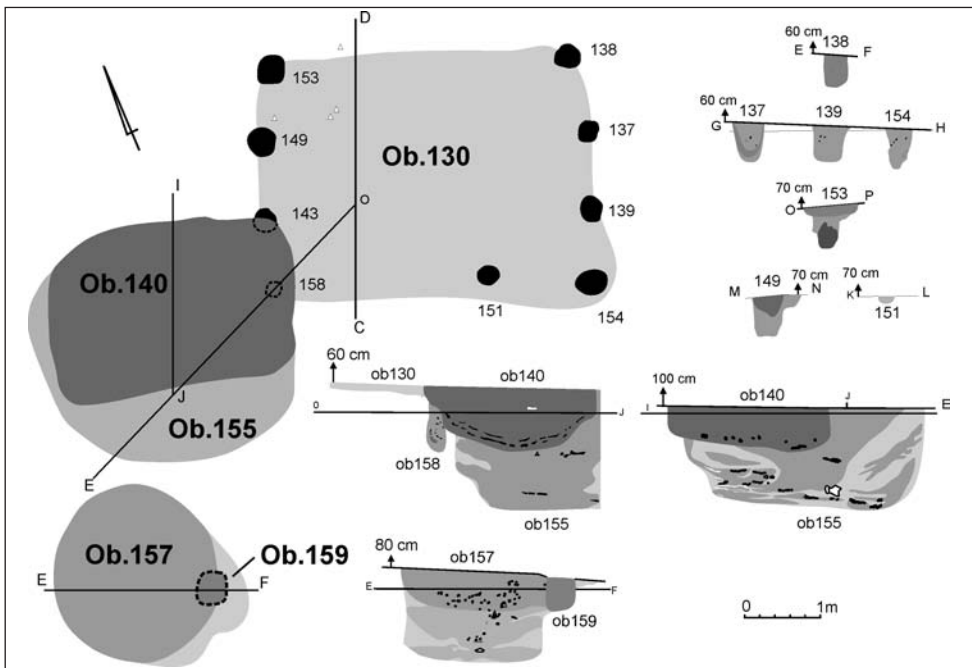 D
138
153
137
149
Ob.130
I
O
143
139
Ob.140
158
151
154
C
J
Ob.155
E
Ob.157
Ob.159
E
F
60 cm
138
E
F
60 cm
137
139
154
G
H
70 cm
153
O
P
149
70 cm
70 cm
M
N
K
L
151
60 cm
ob130
ob140
O
J
ob158
ob155
100 cm
ob140
J
E
I
ob155
80 cm
ob157
E
F
ob159
0
1m